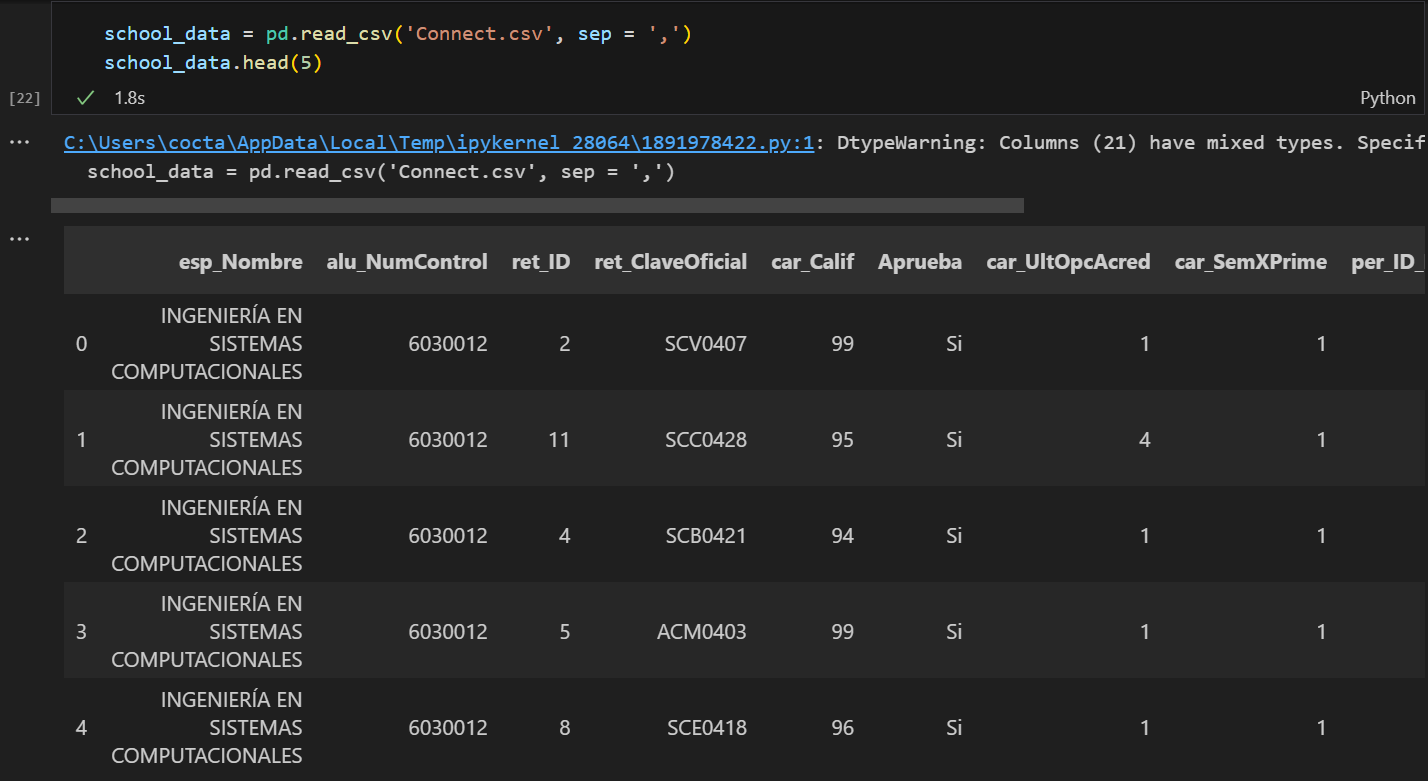 school_data = pd.read_csv('Connect.csv', sep = ',')
school_data.head(5)
[22]
1.8s
Python
...
C:\Users\cocta\AppData\Local\Temp\ipykernel_28064\1891978422.py:1: DtypeWarning: Columns (21) have mixed types. Specif
school_data = pd.read_csv('Connect.csv', sep = ',')
...
esp_Nombre alu_NumControl ret_ID ret_ClaveOficial car_Calif Aprueba car_UltOpcAcred car_SemXPrime per_ID_
INGENIERÍA EN
0 SISTEMAS 6030012 2 SCV0407 99 Si 1 1
COMPUTACIONALES
INGENIERÍA EN
1 SISTEMAS 6030012 11 SCC0428 95 Si 4 1
COMPUTACIONALES
INGENIERÍA EN
2 SISTEMAS 6030012 4 SCB0421 94 Si 1 1
COMPUTACIONALES
INGENIERÍA EN
3 SISTEMAS 6030012 5 ACM0403 99 Si 1 1
COMPUTACIONALES
INGENIERÍA EN
4 SISTEMAS 6030012 8 SCE0418 96 Si 1 1
COMPUTACIONALES